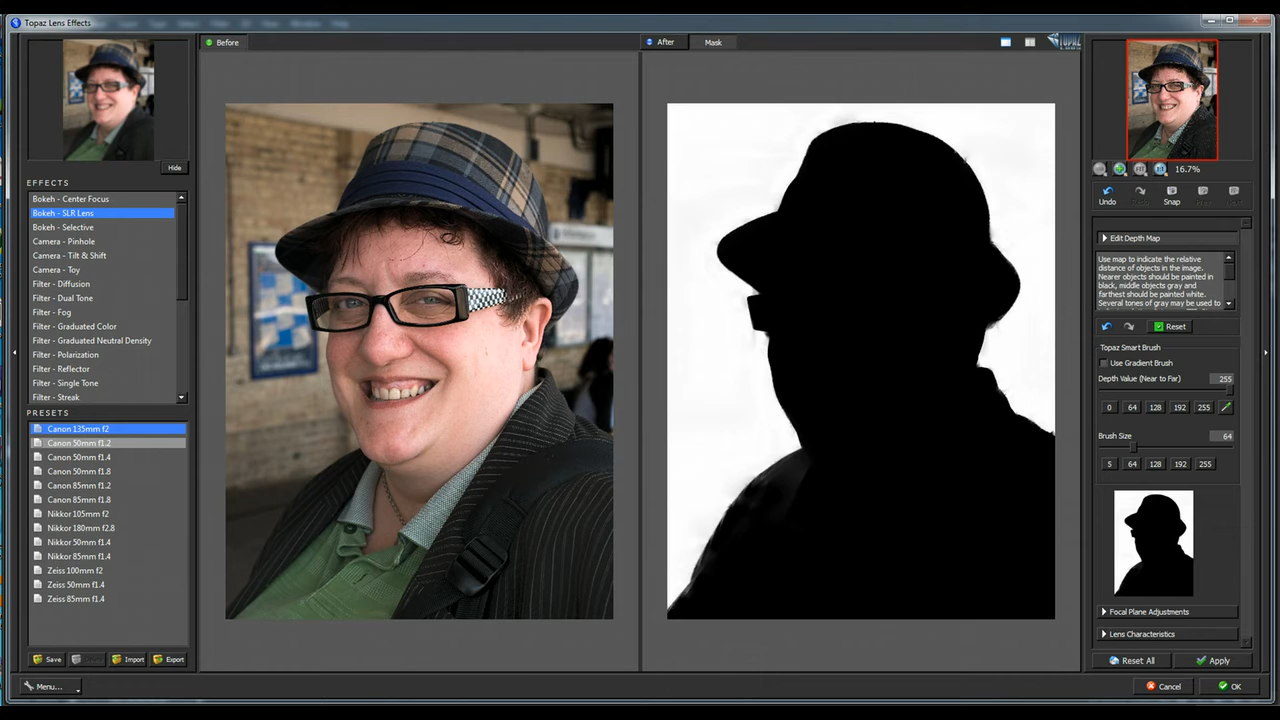 Topaz Lens Effects
Before
After
Mask
TOPAZ
Hide
EFFECTS
Bokeh - Center Focus
Bokeh - SLR Lens
Bokeh - Selective
Camera - Pinhole
Camera - Tilt & Shift
Camera - Toy
Filter - Diffusion
Filter - Dual Tone
Filter - Fog
Filter - Graduated Color
Filter - Graduated Neutral Density
Filter - Polarization
Filter - Reflector
Filter - Single Tone
Filter - Streak
PRESETS
Canon 135mm f2
Canon 50mm f1.2
Canon 50mm f1.4
Canon 50mm f1.8
Canon 85mm f1.2
Canon 85mm f1.8
Nikkor 105mm f2
Nikkor 180mm f2.8
Nikkor 50mm f1.4
Nikkor 85mm f1.4
Zeiss 100mm f2
Zeiss 50mm f1.4
Zeiss 85mm f1.4
Save
Delete
Import
Export
Menu...
16.7%
Undo
Redo
Snap
Edit Depth Map
Use map to indicate the relative
distance of objects in the image.
Nearer objects should be painted in
black, middle objects gray and
farthest should be painted white.
Several tones of gray may be used to
Reset
Topaz Smart Brush
Use Gradient Brush
Depth Value (Near to Far) 255
0 64 128 192 255
Brush Size 64
5 64 128 192 255
Focal Plane Adjustments
Lens Characteristics
Reset All
Apply
Cancel
OK